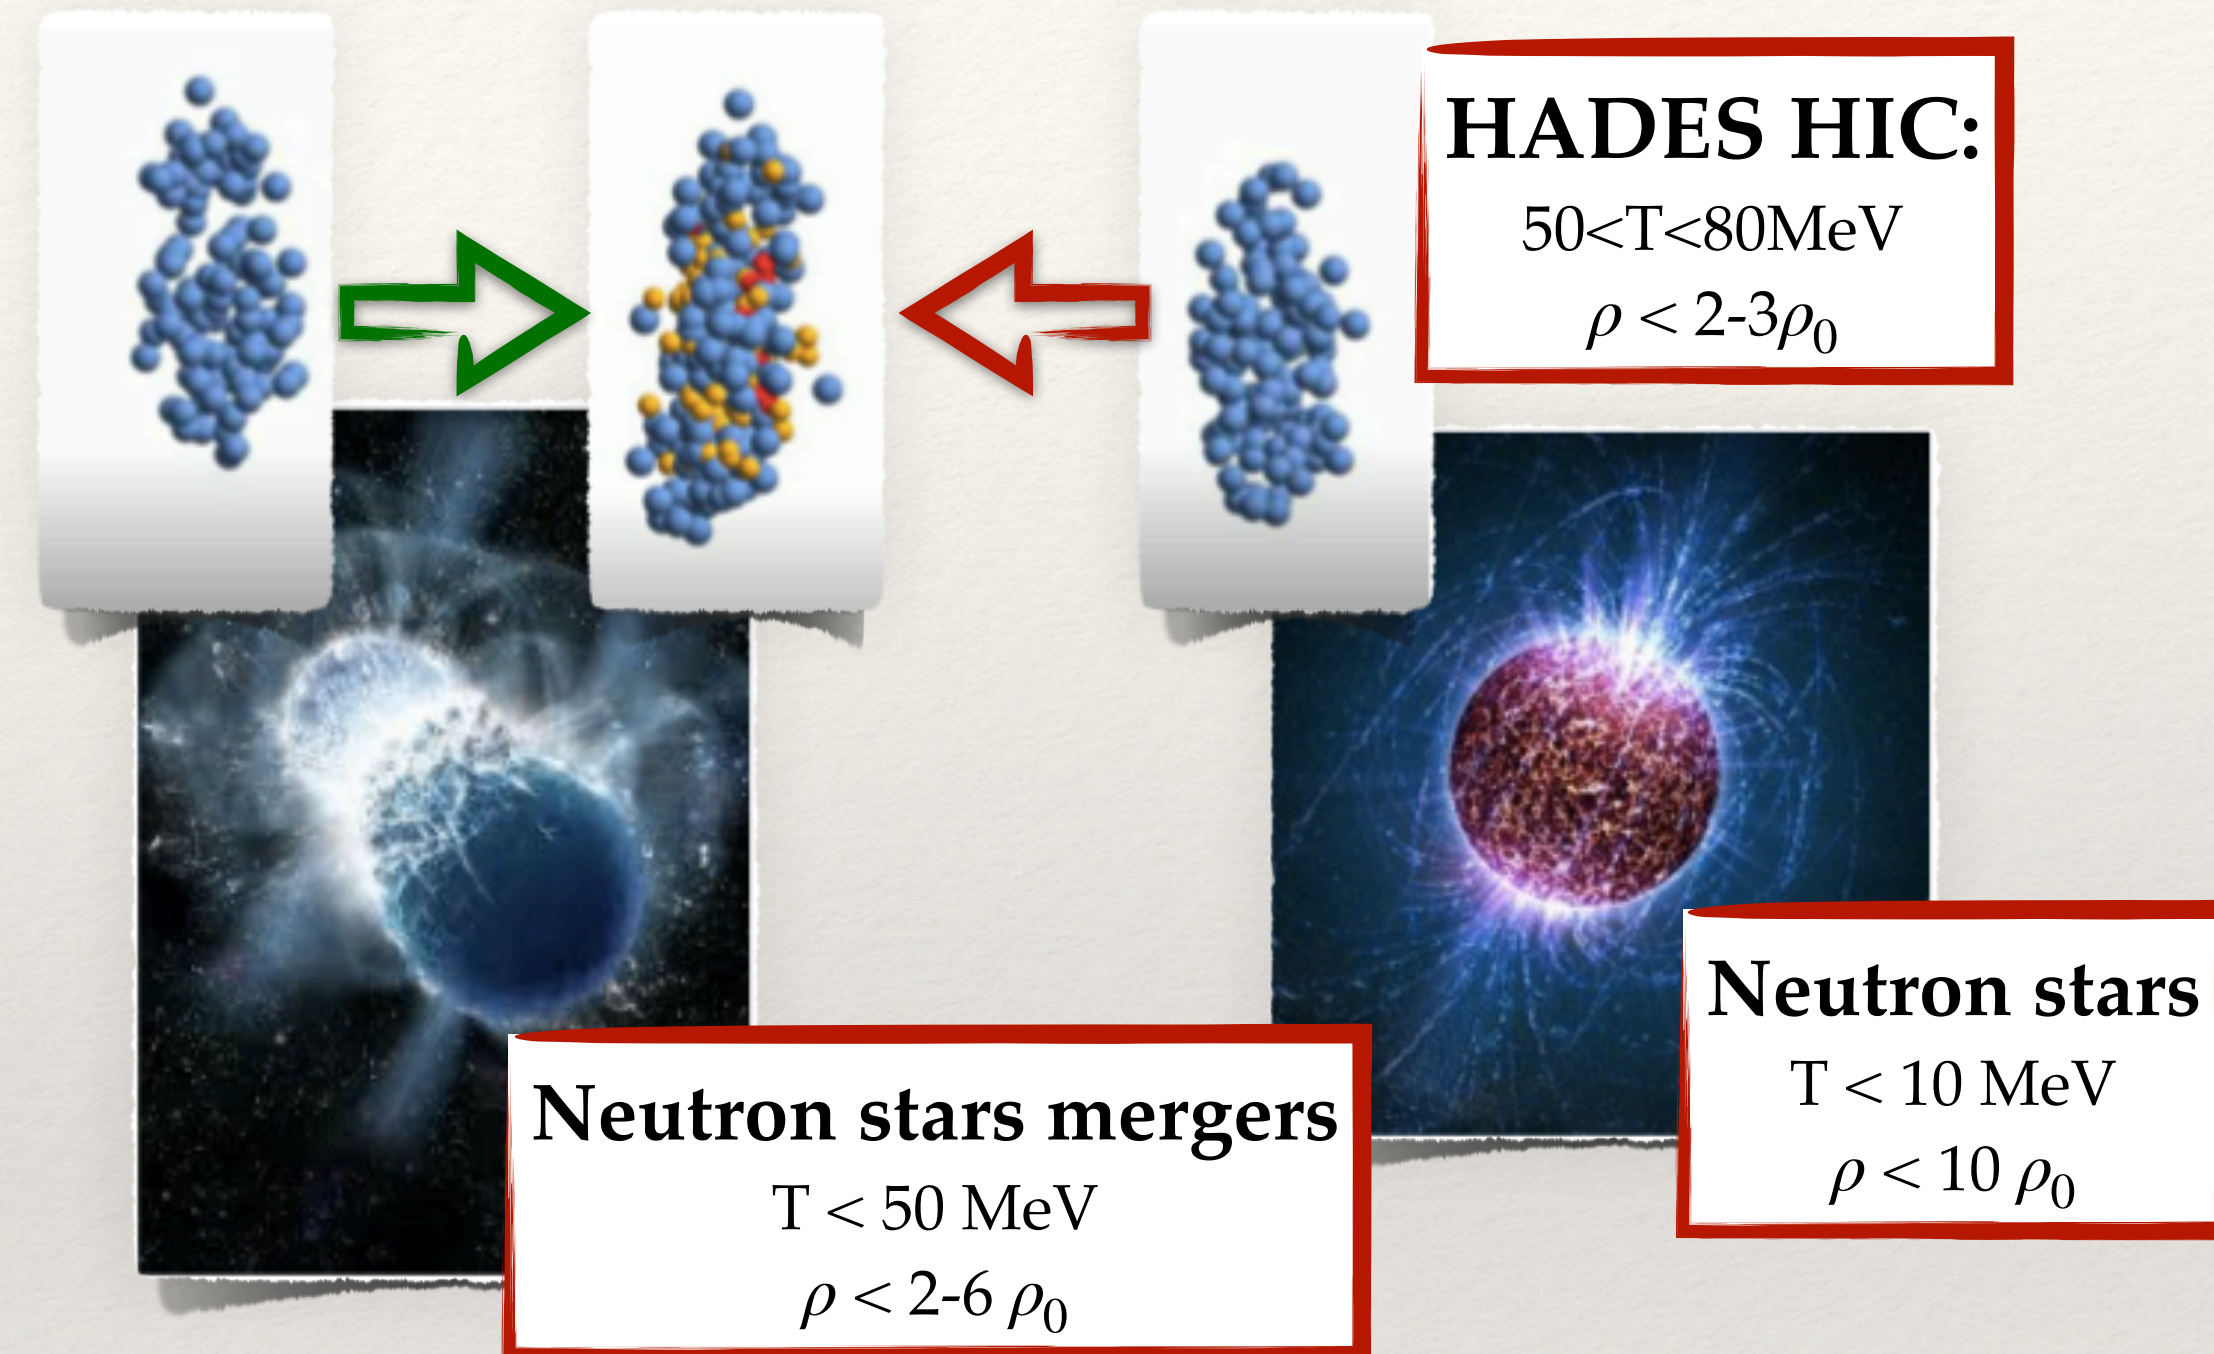 HADES HIC:
50<T<80MeV
ρ < 2-3ρ₀
Neutron stars
T < 10 MeV
ρ < 10 ρ₀
Neutron stars mergers
T < 50 MeV
ρ < 2-6 ρ₀